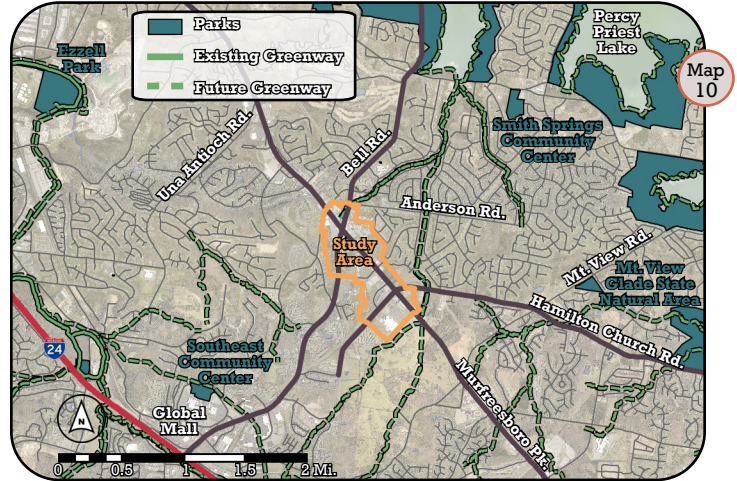 Parks
Existing Greenway
Future Greenway
Ezzell
Park
Percy
Priest
Lake
Map
10
Una Antioch Rd.
Bell Rd.
Smith Springs
Community
Center
Anderson Rd.
Study
Area
Mt. View Rd.
Mt. View
Glade State
Natural Area
Hamilton Church Rd.
Southeast
Community
Center
24
Murfreesboro Pk.
Global
Mall
N
0 0.5 1 1.5 2 Mi.